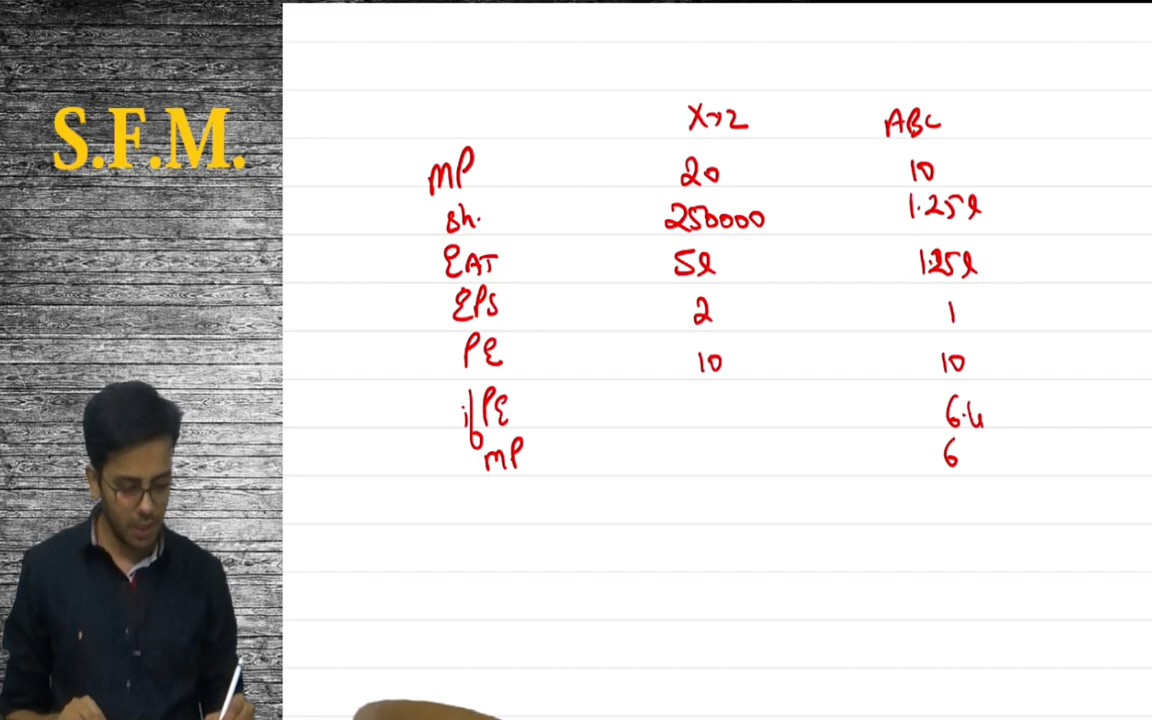 S.F.M.
XYZ ABC
MP 20 10
Sh. 250000 1.25l
EAT 5l 1.25l
EPS 2 1
PE 10 10
if PE 6.4
MP 6